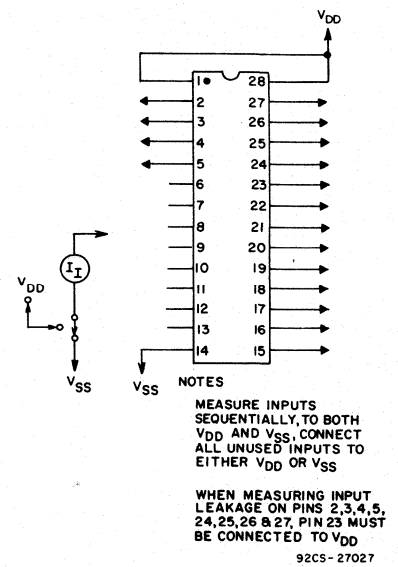 VDD
1 28
2 27
3 26
4 25
5 24
6 23
7 22
8 21
9 20
10 19
11 18
12 17
13 16
14 15
II
VDD
VSS
VSS
NOTES
MEASURE INPUTS
SEQUENTIALLY, TO BOTH
VDD AND VSS, CONNECT
ALL UNUSED INPUTS TO
EITHER VDD OR VSS
WHEN MEASURING INPUT
LEAKAGE ON PINS 2,3,4,5,
24,25,26 & 27, PIN 23 MUST
BE CONNECTED TO VDD
92CS-27027